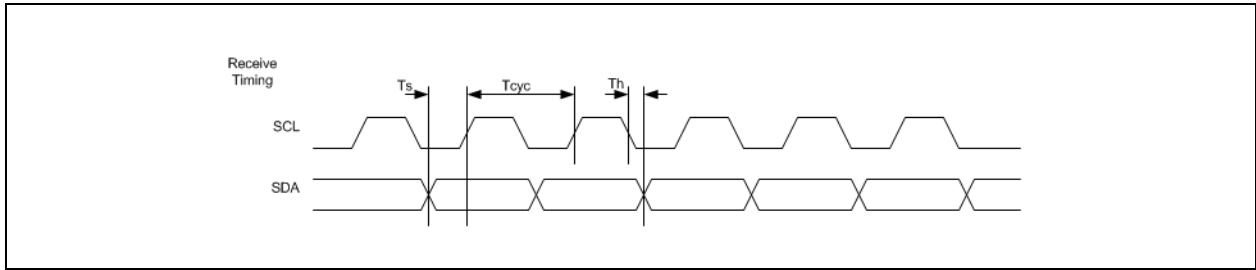 Receive
Timing
Ts
Tcyc
Th
SCL
SDA